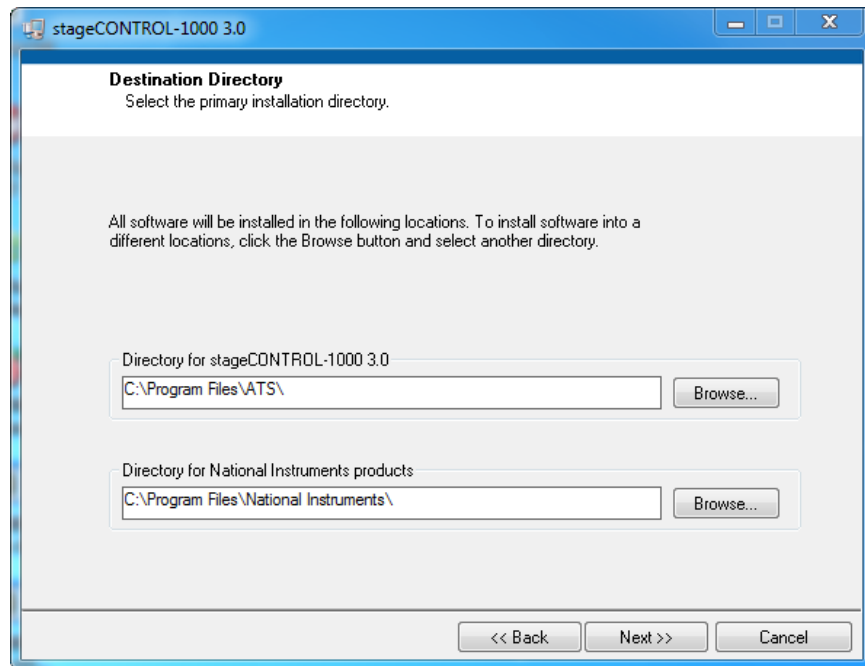 stageCONTROL-1000 3.0
Destination Directory
Select the primary installation directory.
All software will be installed in the following locations. To install software into a
different locations, click the Browse button and select another directory.
Directory for stageCONTROL-1000 3.0
C:\Program Files\ATS\
Browse...
Directory for National Instruments products
C:\Program Files\National Instruments\
Browse...
<< Back
Next >>
Cancel